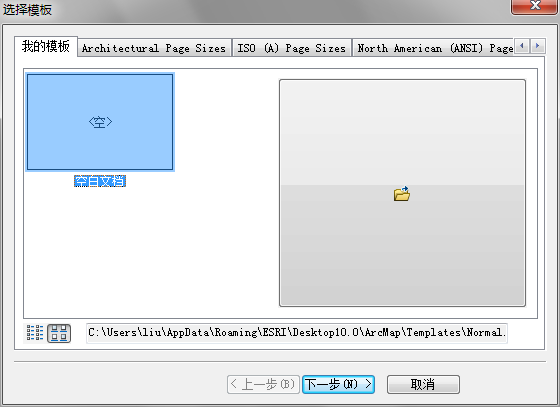 选择模板
我的模板 Architectural Page Sizes ISO (A) Page Sizes North American (ANSI) Page
<空>
空白文档
C:\Users\liu\AppData\Roaming\ESRI\Desktop10.0\ArcMap\Templates\Normal.
< 上一步(B) 下一步(N) > 取消